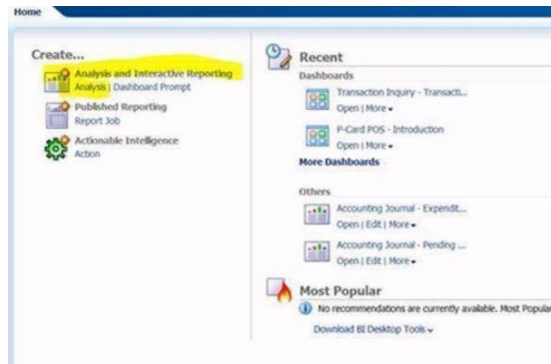 Home
Create...
Analysis and Interactive Reporting
Analysis | Dashboard Prompt
Published Reporting
Report Job
Actionable Intelligence
Action
Recent
Dashboards
Transaction Inquiry - Transacti...
Open | More
P-Card POS - Introduction
Open | More
More Dashboards
Others
Accounting Journal - Expendit...
Open | Edit | More
Accounting Journal - Pending ...
Open | Edit | More
Most Popular
No recommendations are currently available. Most Popular
Download BI Desktop Tools